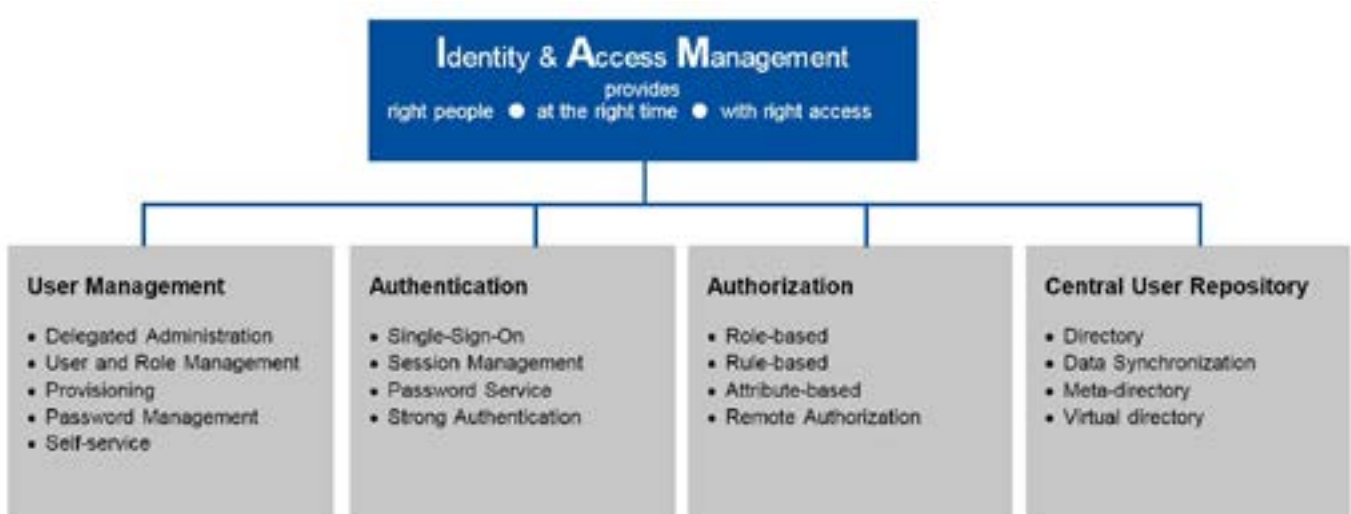 Identity & Access Management
provides
right people ● at the right time ● with right access
User Management
• Delegated Administration
• User and Role Management
• Provisioning
• Password Management
• Self-service
Authentication
• Single-Sign-On
• Session Management
• Password Service
• Strong Authentication
Authorization
• Role-based
• Rule-based
• Attribute-based
• Remote Authorization
Central User Repository
• Directory
• Data Synchronization
• Meta-directory
• Virtual directory